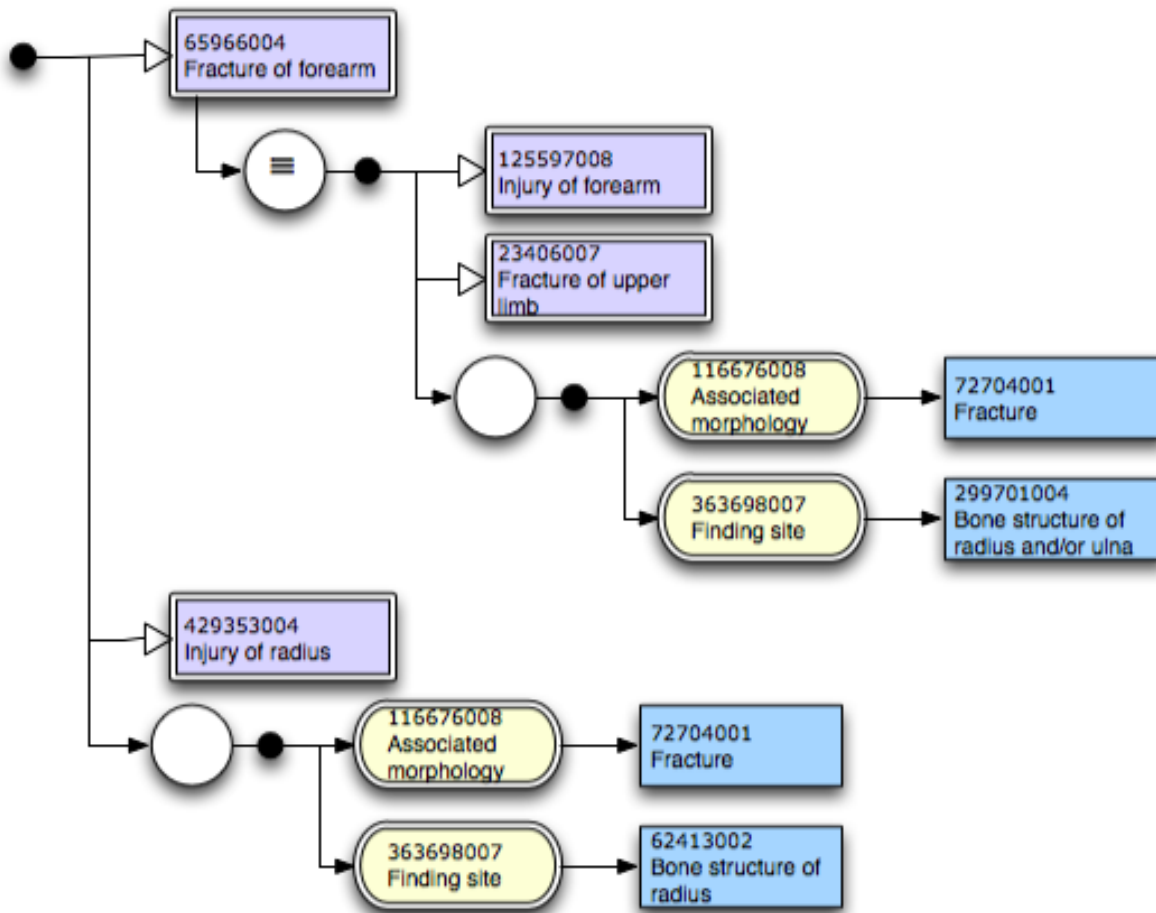 65966004
Fracture of forearm
≡
125597008
Injury of forearm
23406007
Fracture of upper
limb
116676008
Associated
morphology
72704001
Fracture
363698007
Finding site
299701004
Bone structure of
radius and/or ulna
429353004
Injury of radius
116676008
Associated
morphology
72704001
Fracture
363698007
Finding site
62413002
Bone structure of
radius